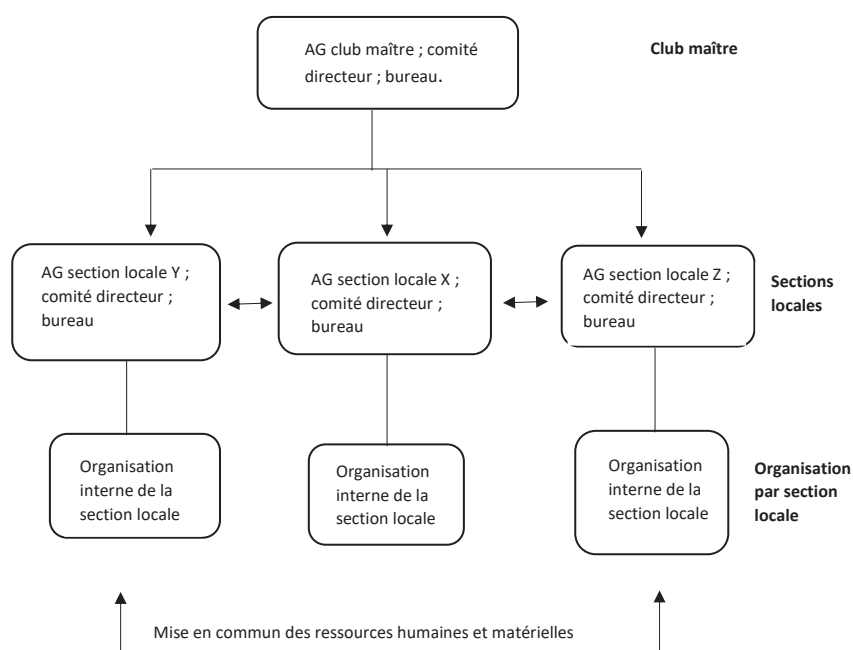 AG club maître ; comité
directeur ; bureau.
Club maître
AG section locale Y ;
comité directeur ;
bureau
AG section locale X ;
comité directeur ;
bureau
AG section locale Z ;
comité directeur ;
bureau
Sections
locales
Organisation
interne de la
section locale
Organisation
interne de la
section locale
Organisation
interne de la
section locale
Organisation
par section
locale
Mise en commun des ressources humaines et matérielles